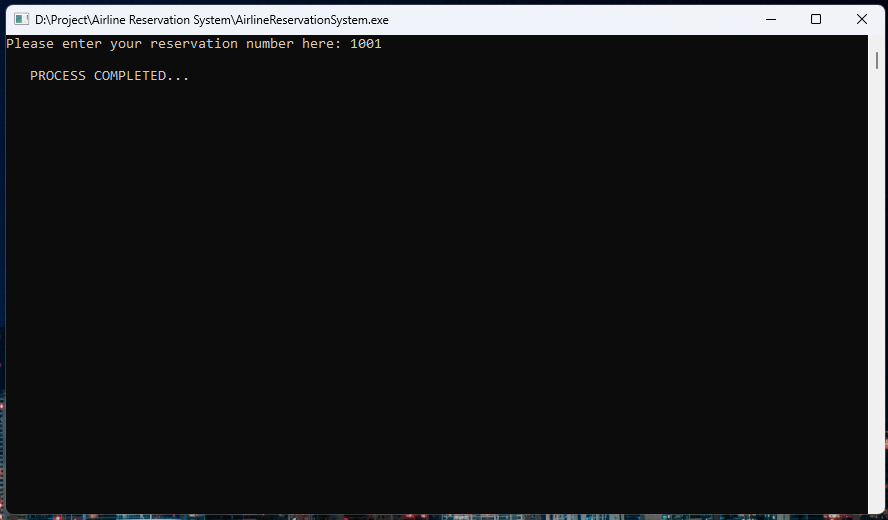 D:\Project\Airline Reservation System\AirlineReservationSystem.exe
Please enter your reservation number here: 1001
PROCESS COMPLETED...